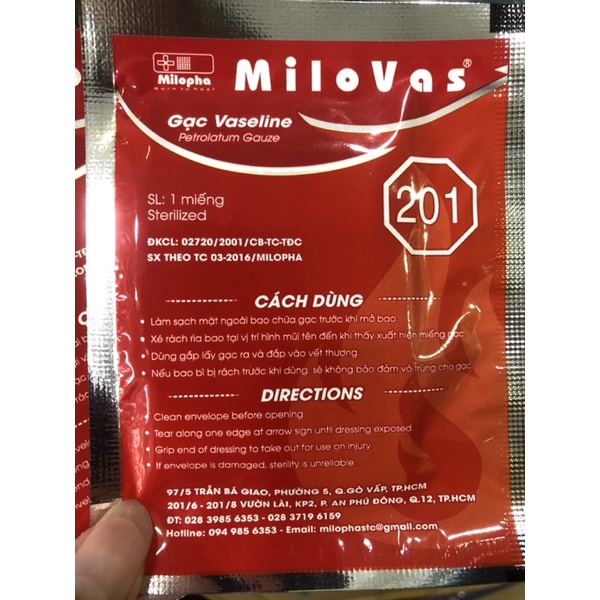 Milopha
Born to heal
MiloVas®
Gạc Vaseline
Petrolatum Gauze
SL: 1 miếng
Sterilized
201
ĐKCL: 02720/2001/CB-TC-TĐC
SX THEO TC 03-2016/MILOPHA
CÁCH DÙNG
• Làm sạch mặt ngoài bao chứa gạc trước khi mở bao.
• Xé rách rìa bao tại vị trí hình mũi tên đến khi thấy xuất hiện miếng gạc
• Dùng gắp lấy gạc ra và đắp vào vết thương.
• Nếu bao bì bị rách trước khi dùng, sẽ không bảo đảm vô trùng cho gạc
DIRECTIONS
Clean envelope before opening.
• Tear along one edge at arrow sign until dressing exposed
• Grip end of dressing to take out for use on injury
• If envelope is damaged, sterility is unreliable
97/5 TRẦN BÁ GIAO, PHƯỜNG 5, Q.GÒ VẤP, TP.HCM
201/6 - 201/8 VƯỜN LÀI, KP2, P. AN PHÚ ĐÔNG, Q.12, TP.HCM
ĐT: 028 3985 6353 - 028 3719 6159
Hotline: 094 985 6353 - Email: milophastc@gmail.com